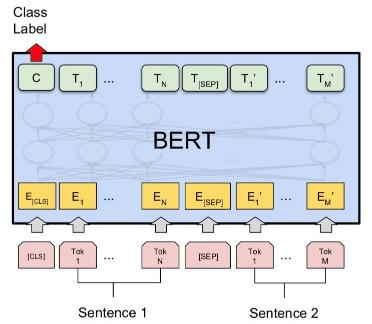 Class
Label
C T1 ... TN T[SEP] T1' ... TM'
...
BERT
...
E[CLS] E1 ... EN E[SEP] E1' ... EM'
[CLS] Tok 1 ... Tok N [SEP] Tok 1 ... Tok M
Sentence 1 Sentence 2